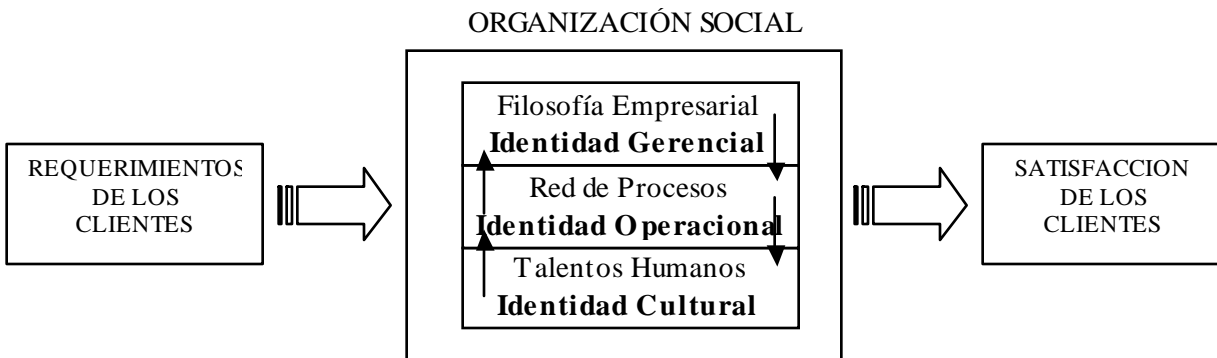 ORGANIZACIÓN SOCIAL
REQUERIMIENTOS
DE LOS
CLIENTES
Filosofía Empresarial
Identidad Gerencial
Red de Procesos
Identidad Operacional
Talentos Humanos
Identidad Cultural
SATISFACCION
DE LOS
CLIENTES